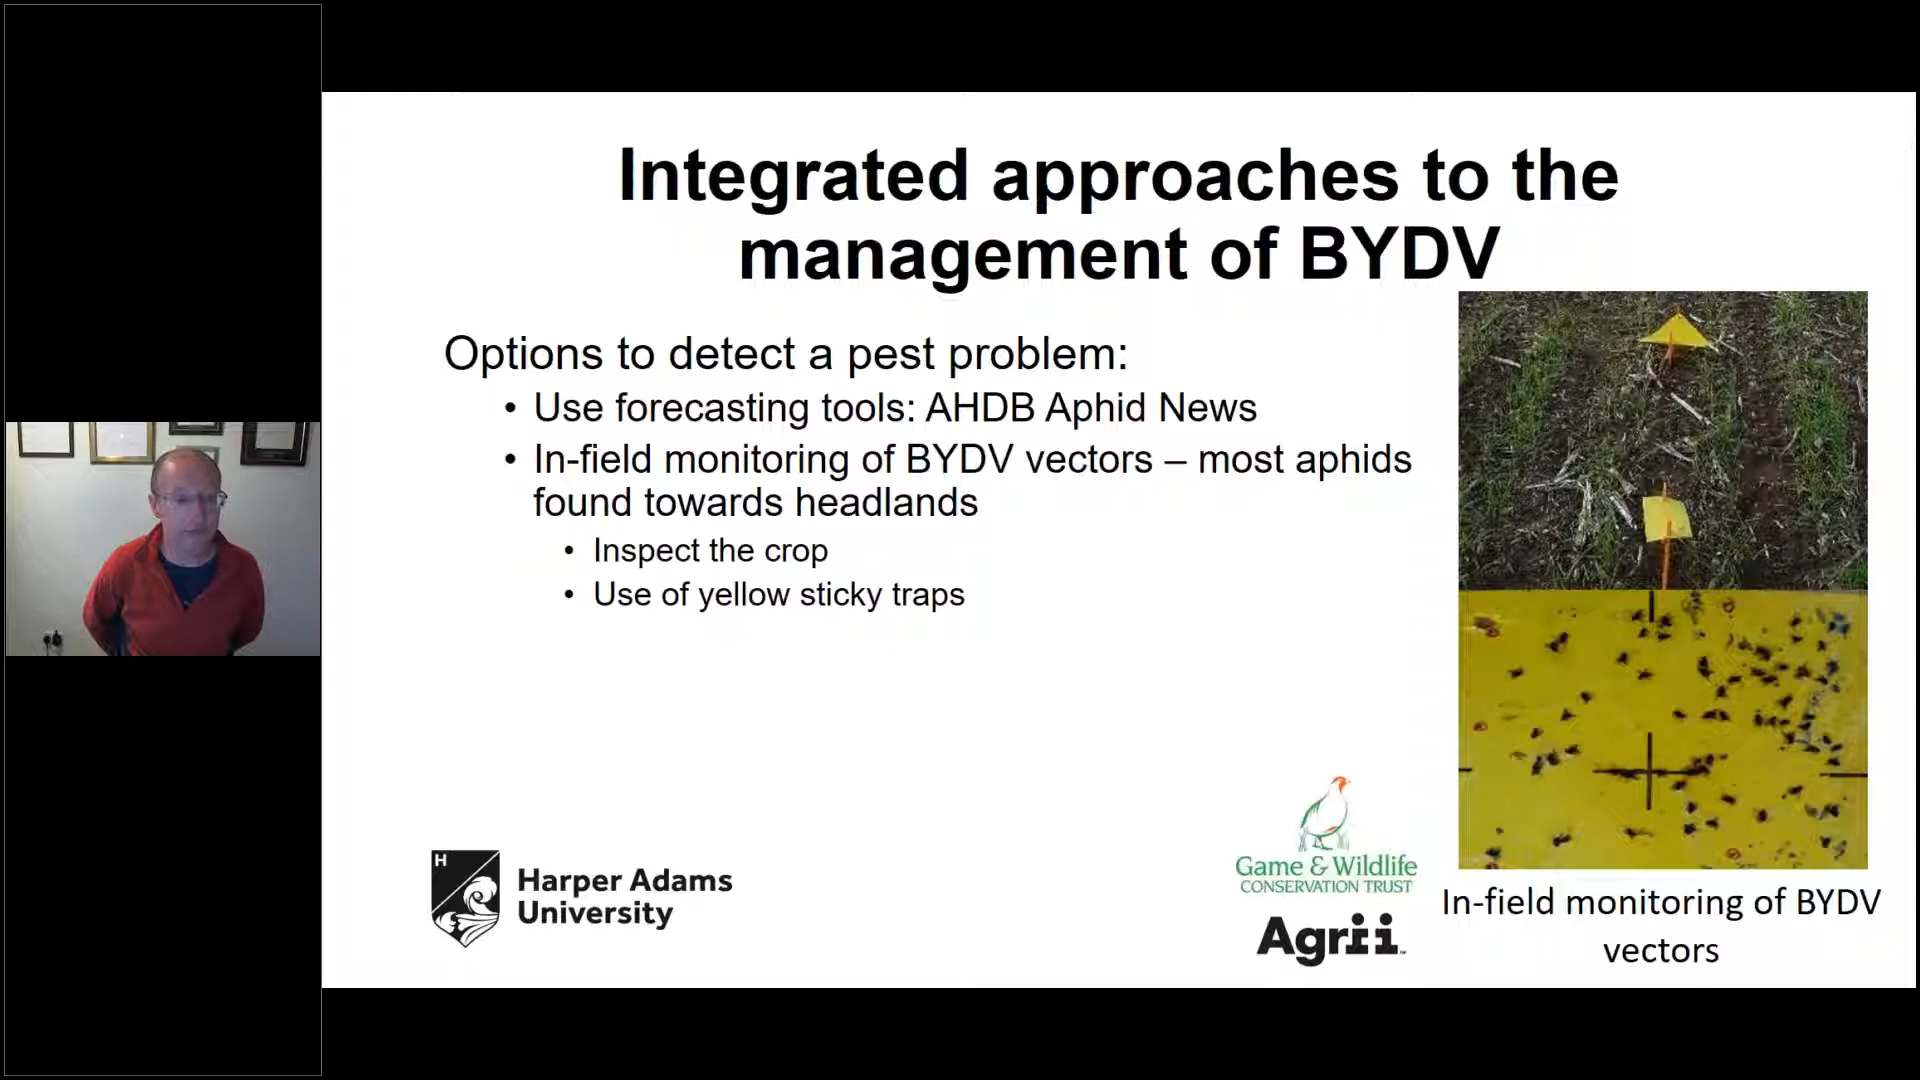 Integrated approaches to the
management of BYDV
Options to detect a pest problem:
• Use forecasting tools: AHDB Aphid News
• In-field monitoring of BYDV vectors – most aphids
found towards headlands
• Inspect the crop
• Use of yellow sticky traps
H
Harper Adams
University
Game & Wildlife
CONSERVATION TRUST
Agrii™
In-field monitoring of BYDV
vectors